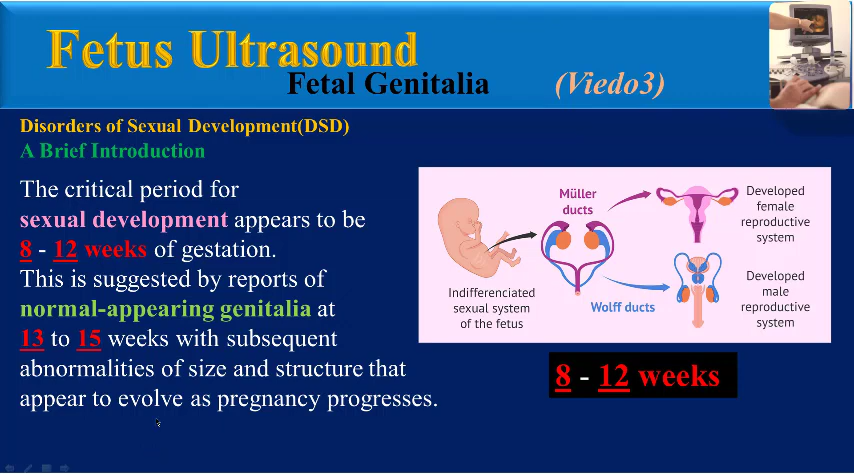 Fetus Ultrasound
Fetal Genitalia
(Viedo3)
Disorders of Sexual Development(DSD)
A Brief Introduction
The critical period for
sexual development appears to be
8 - 12 weeks of gestation.
This is suggested by reports of
normal-appearing genitalia at
13 to 15 weeks with subsequent
abnormalities of size and structure that
appear to evolve as pregnancy progresses.
Müller
ducts
Developed
female
reproductive
system
Indifferenciated
sexual system
of the fetus
Wolff ducts
Developed
male
reproductive
system
8 - 12 weeks